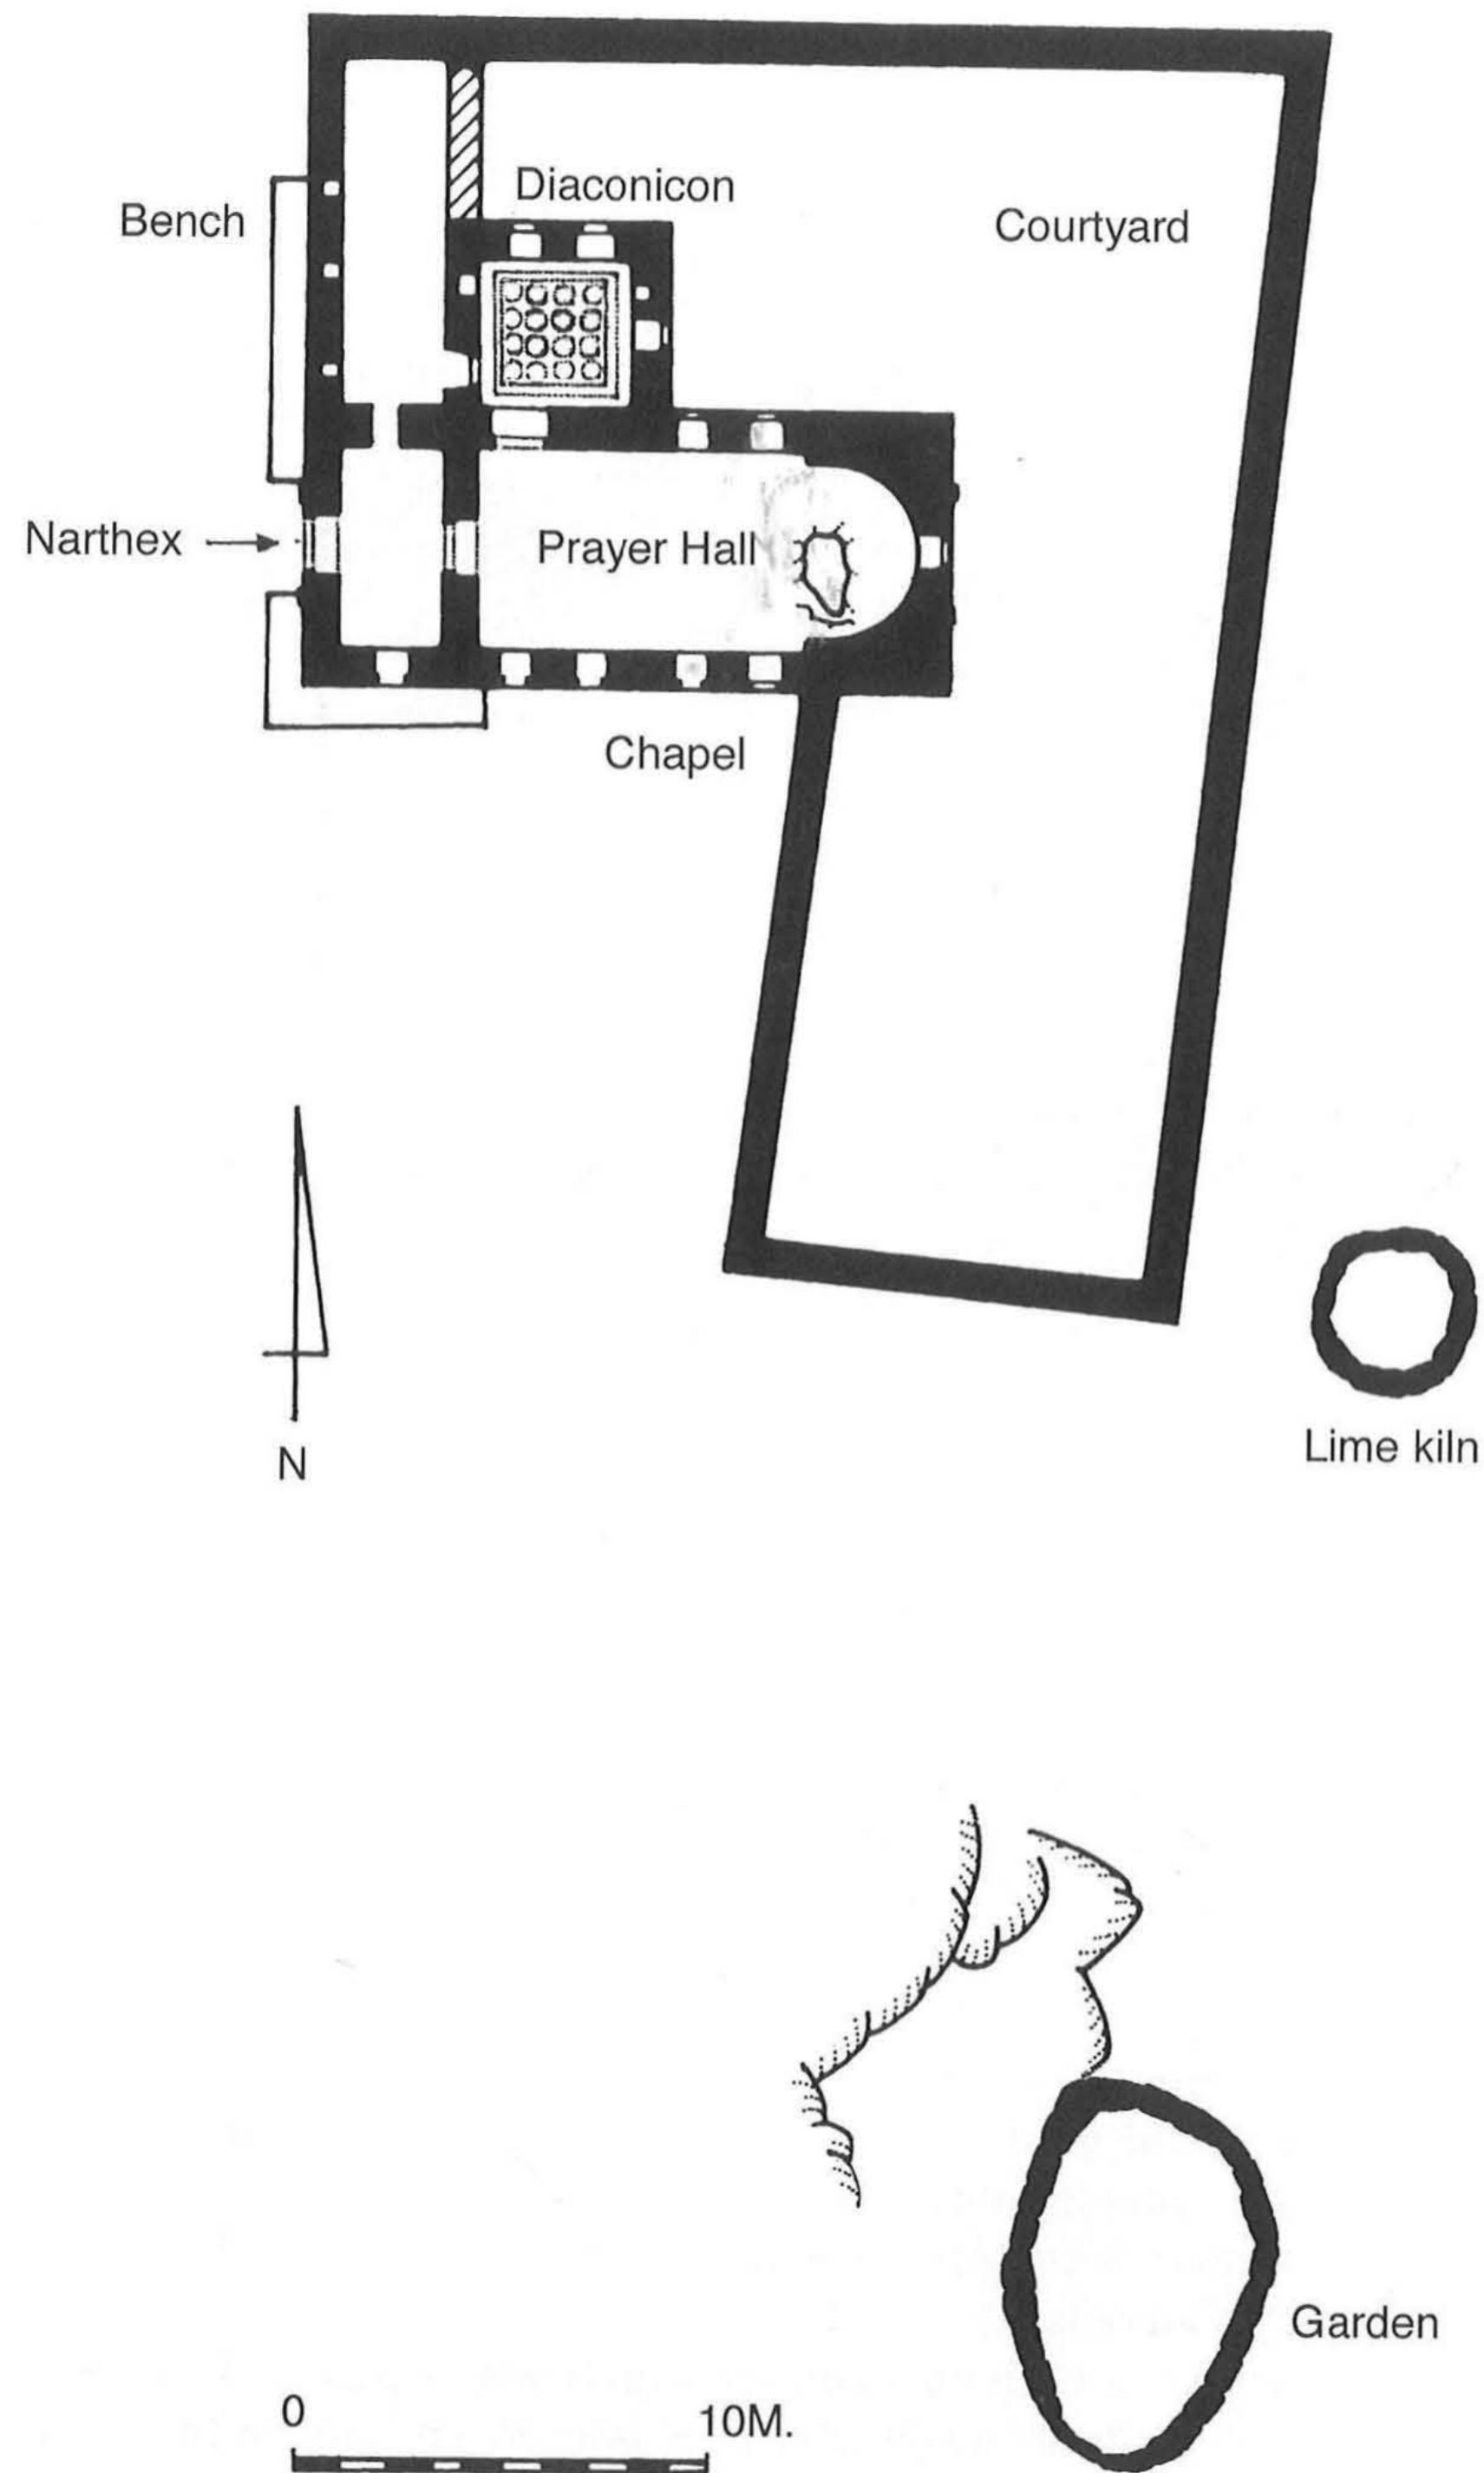 Diaconicon
Bench
Courtyard
Narthex
Prayer Hall
Chapel
N
Lime kiln
Garden
0
10M.